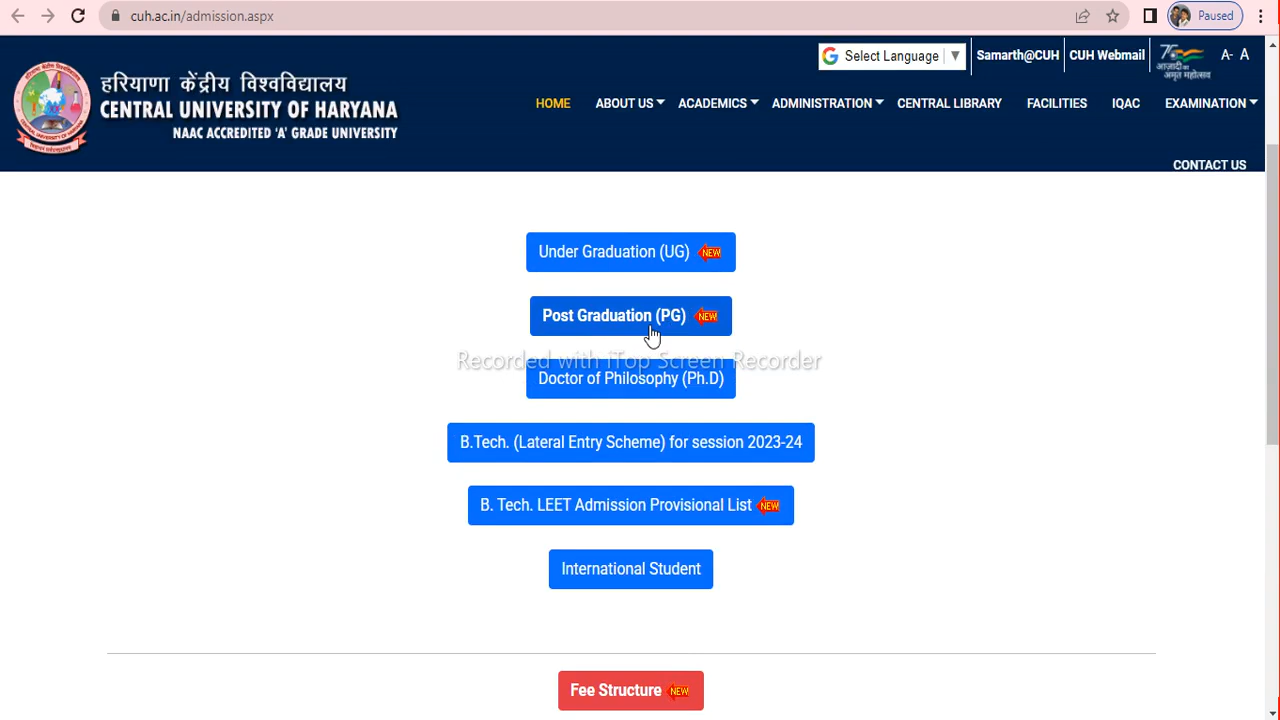 cuh.ac.in/admission.aspx
Paused
Select Language ▼
Samarth@CUH
CUH Webmail
A- A
हरियाणा केंद्रीय विश्वविद्यालय
CENTRAL UNIVERSITY OF HARYANA
NAAC ACCREDITED 'A' GRADE UNIVERSITY
HOME ABOUT US ACADEMICS ADMINISTRATION CENTRAL LIBRARY FACILITIES IQAC EXAMINATION
CONTACT US
Under Graduation (UG) NEW
Post Graduation (PG) NEW
Recorded with iTop Screen Recorder
Doctor of Philosophy (Ph.D)
B.Tech. (Lateral Entry Scheme) for session 2023-24
B. Tech. LEET Admission Provisional List NEW
International Student
Fee Structure NEW